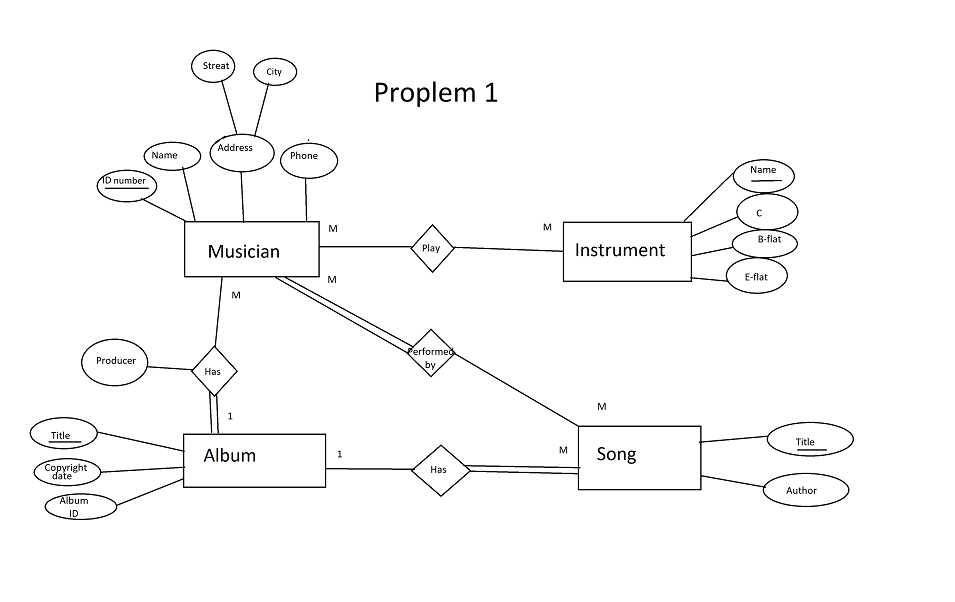 Proplem 1
Streat
City
Name
Address
Phone
ID number
Musician
M
Play
M
Instrument
Name
C
B-flat
E-flat
M
M
Performed
by
Producer
Has
1
M
Title
Copyright
date
Album
ID
Album
1
Has
M
Song
Title
Author